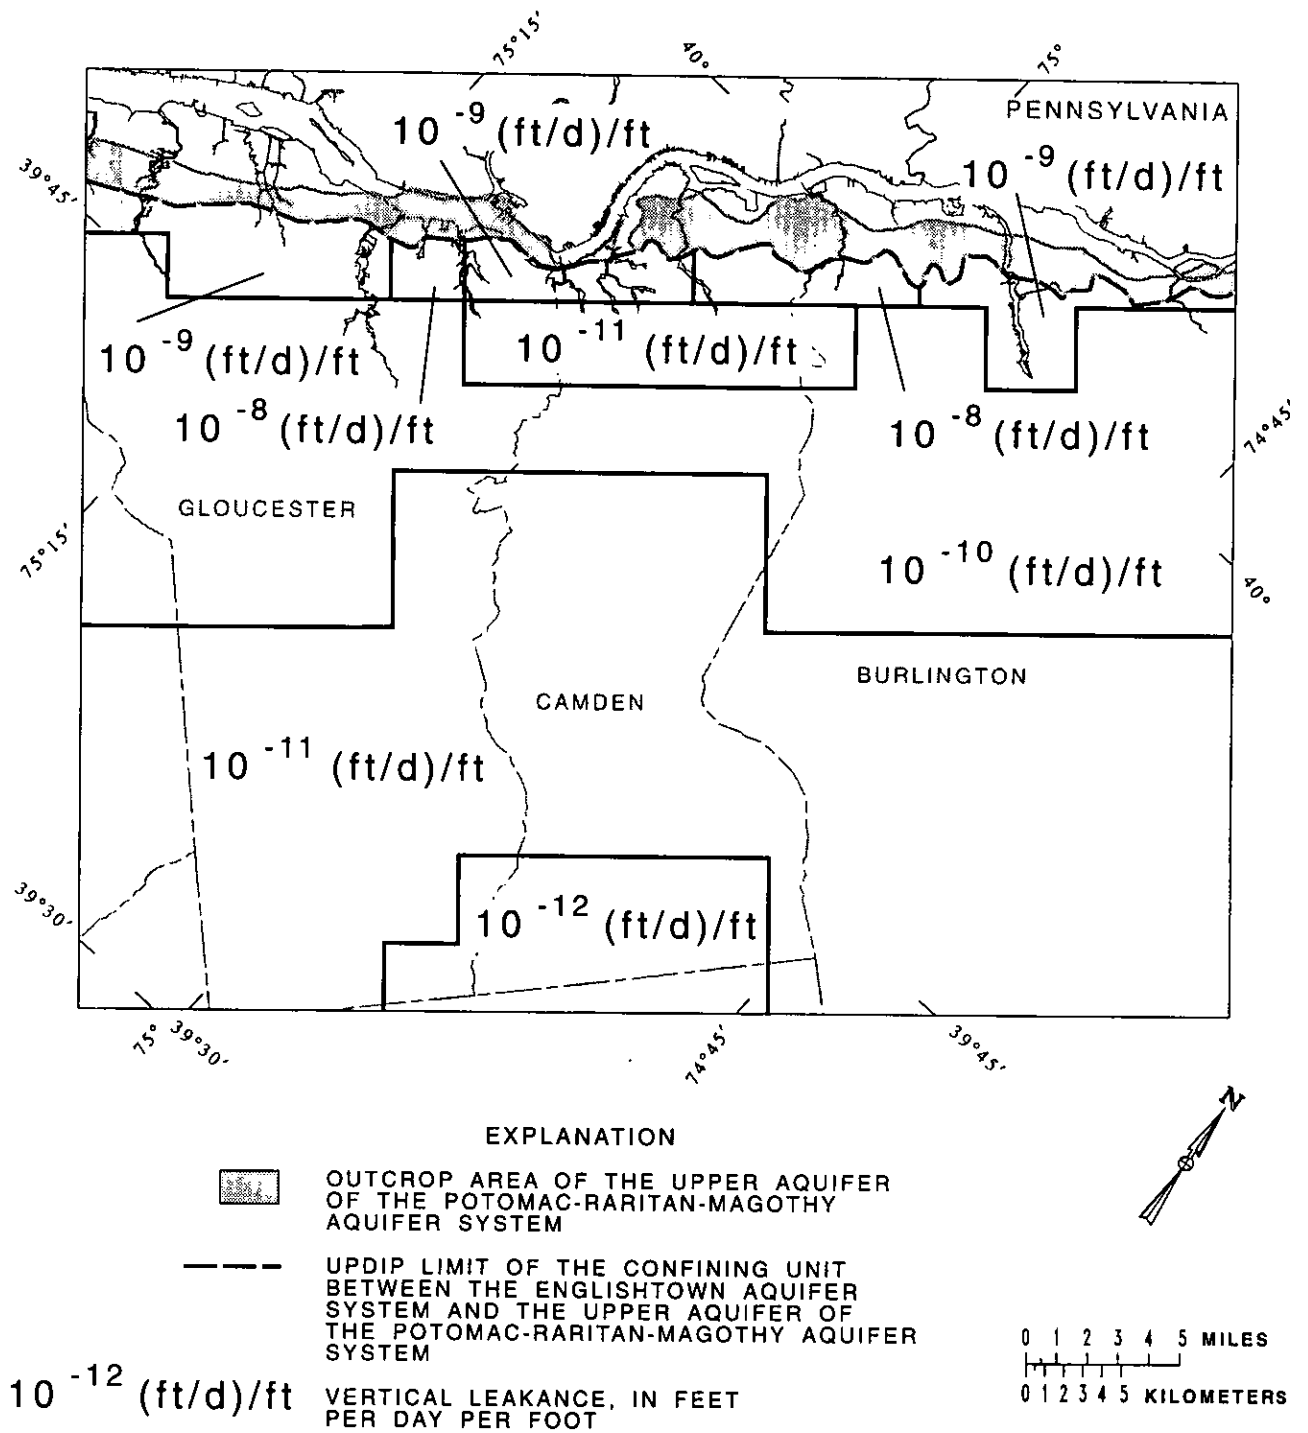 75°15'
40°
75°
PENNSYLVANIA
10 -9 (ft/d)/ft
10 -9 (ft/d)/ft
39°45'
10 -9 (ft/d)/ft
10 -11 (ft/d)/ft
10 -8 (ft/d)/ft
10 -8 (ft/d)/ft
74°45'
GLOUCESTER
75°15'
10 -10 (ft/d)/ft
40°
BURLINGTON
CAMDEN
10 -11 (ft/d)/ft
39°30'
10 -12 (ft/d)/ft
75°
39°30'
74°45'
39°45'
N
EXPLANATION
OUTCROP AREA OF THE UPPER AQUIFER
OF THE POTOMAC-RARITAN-MAGOTHY
AQUIFER SYSTEM
UPDIP LIMIT OF THE CONFINING UNIT
BETWEEN THE ENGLISHTOWN AQUIFER
SYSTEM AND THE UPPER AQUIFER OF
THE POTOMAC-RARITAN-MAGOTHY AQUIFER
SYSTEM
10 -12 (ft/d)/ft VERTICAL LEAKANCE, IN FEET
PER DAY PER FOOT
0 1 2 3 4 5 MILES
0 1 2 3 4 5 KILOMETERS